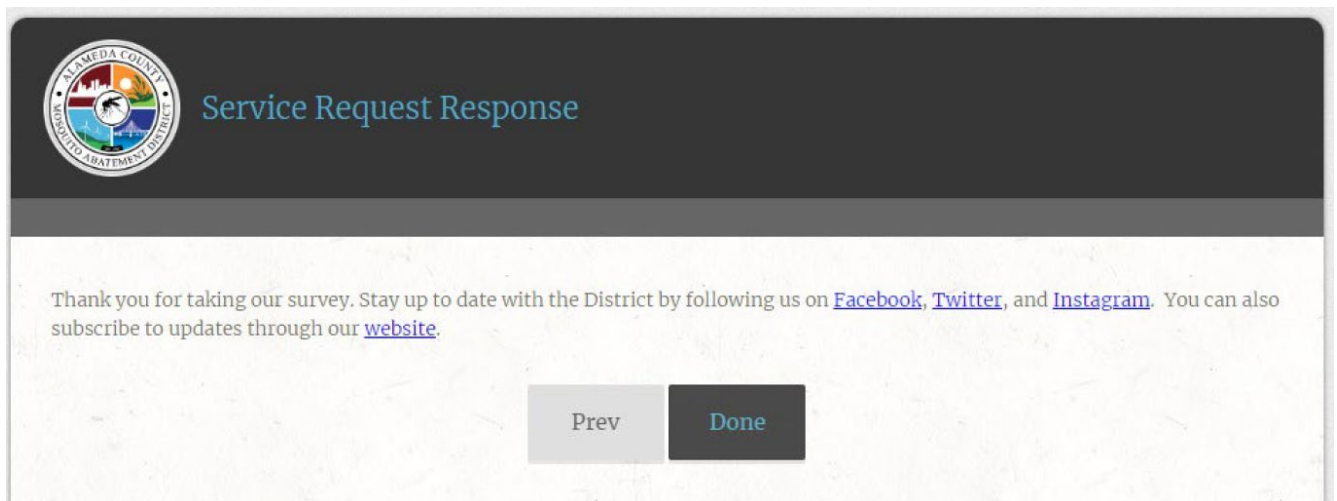 ALAMEDA COUNTY
MOSQUITO ABATEMENT DISTRICT
Service Request Response
Thank you for taking our survey. Stay up to date with the District by following us on Facebook, Twitter, and Instagram. You can also
subscribe to updates through our website.
Prev
Done